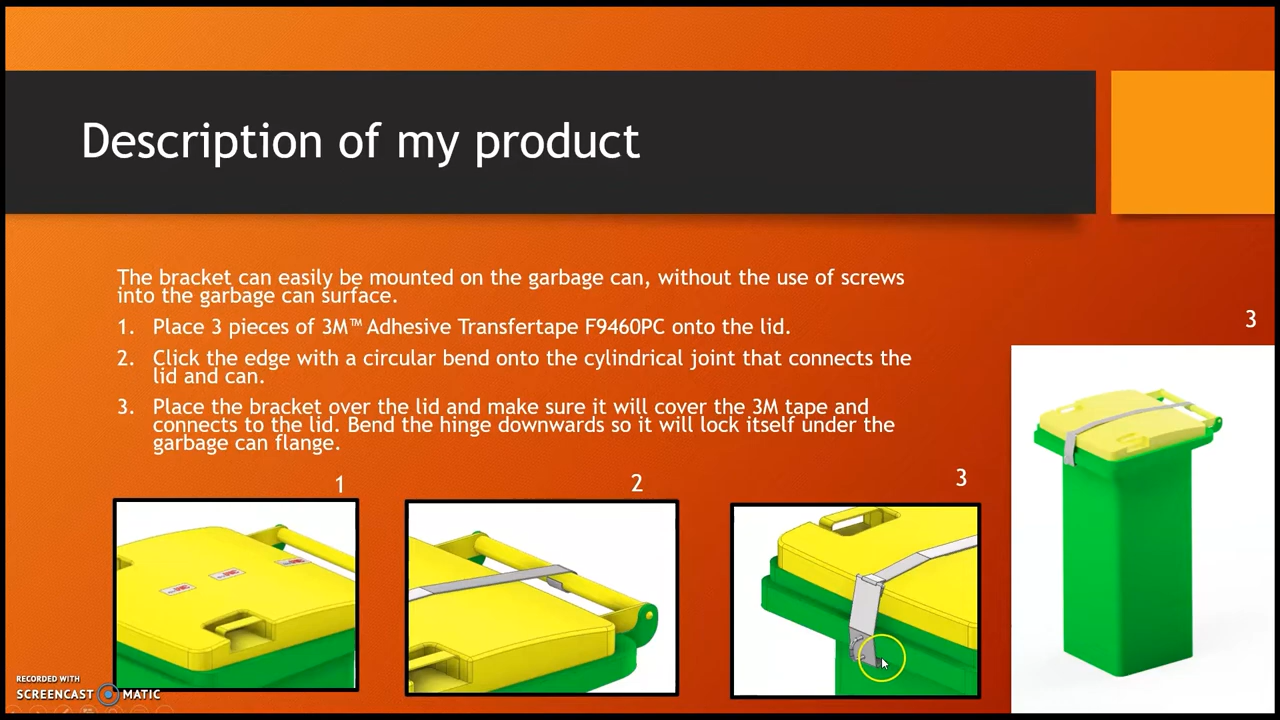 Description of my product
The bracket can easily be mounted on the garbage can, without the use of screws
into the garbage can surface.
1. Place 3 pieces of 3M™ Adhesive Transfertape F9460PC onto the lid.
2. Click the edge with a circular bend onto the cylindrical joint that connects the
lid and can.
3. Place the bracket over the lid and make sure it will cover the 3M tape and
connects to the lid. Bend the hinge downwards so it will lock itself under the
garbage can flange.
3
1
2
3
RECORDED WITH
SCREENCAST MATIC